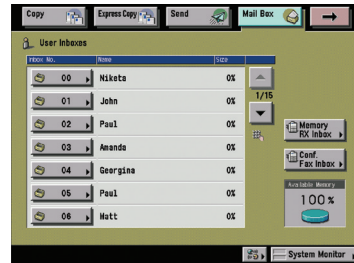 Copy Express Copy Send Mail Box
User Inboxes
Inbox No. Name Size
00 Niketa 0%
01 John 0%
02 Paul 0%
03 Amanda 0%
04 Georgina 0%
05 Paul 0%
06 Matt 0%
1/15
Memory
RX Inbox
Conf.
Fax Inbox
Available Memory
100%
System Monitor